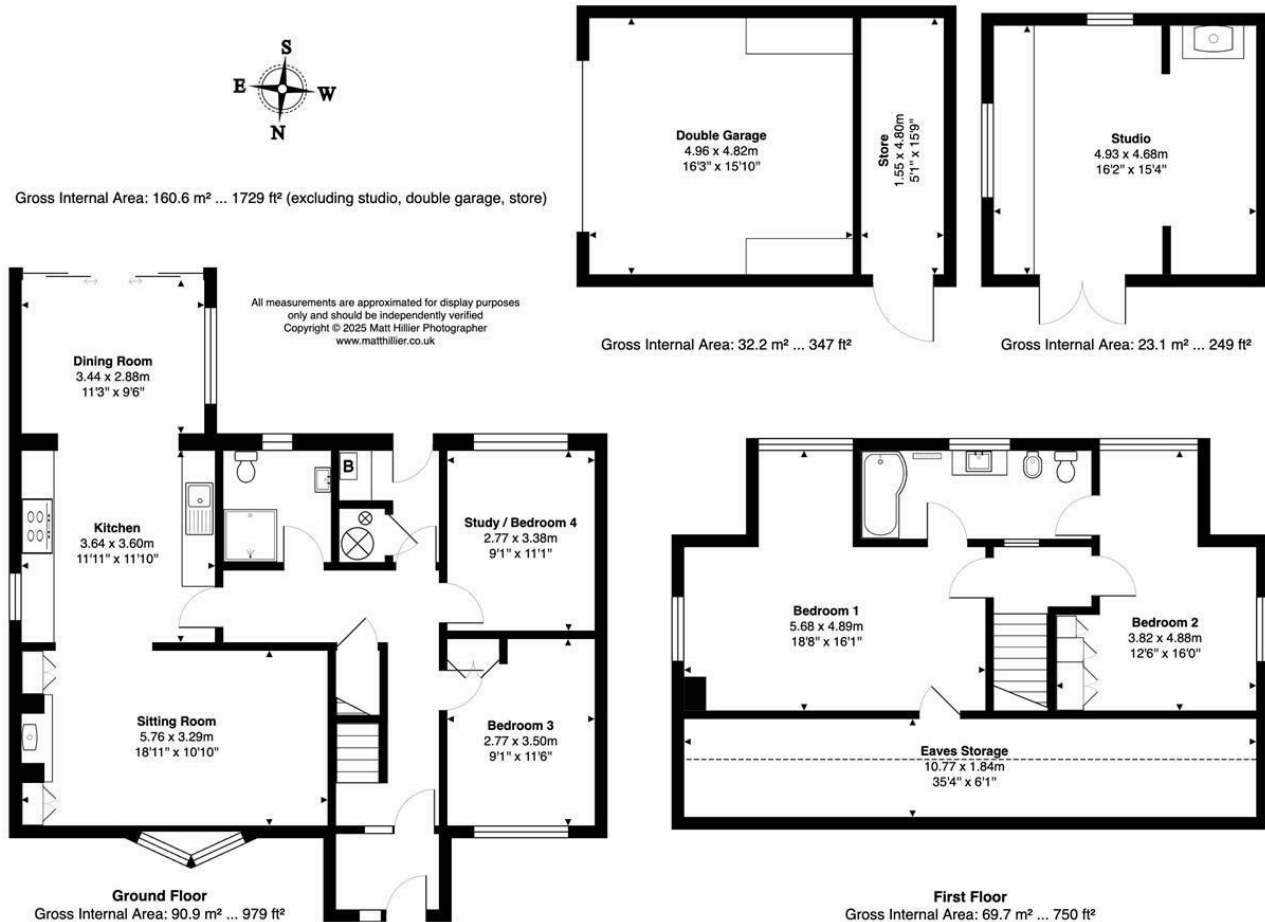 S
E
W
N
Gross Internal Area: 160.6 m² ... 1729 ft² (excluding studio, double garage, store)
Double Garage
4.96 x 4.82m
16'3" x 15'10"
Store
1.55 x 4.80m
5'1" x 15'9"
Gross Internal Area: 32.2 m² ... 347 ft²
Studio
4.93 x 4.68m
16'2" x 15'4"
Gross Internal Area: 23.1 m² ... 249 ft²
All measurements are approximated for display purposes
only and should be independently verified
Copyright © 2025 Matt Hillier Photographer
www.matthillier.co.uk
Dining Room
3.44 x 2.88m
11'3" x 9'6"
Kitchen
3.64 x 3.60m
11'11" x 11'10"
B
Study / Bedroom 4
2.77 x 3.38m
9'1" x 11'1"
Sitting Room
5.76 x 3.29m
18'11" x 10'10"
Bedroom 3
2.77 x 3.50m
9'1" x 11'6"
Ground Floor
Gross Internal Area: 90.9 m² ... 979 ft²
Bedroom 1
5.68 x 4.89m
18'8" x 16'1"
Bedroom 2
3.82 x 4.88m
12'6" x 16'0"
Eaves Storage
10.77 x 1.84m
35'4" x 6'1"
First Floor
Gross Internal Area: 69.7 m² ... 750 ft²